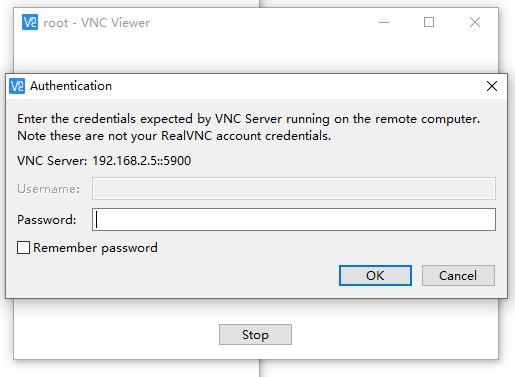 root - VNC Viewer
Authentication
Enter the credentials expected by VNC Server running on the remote computer.
Note these are not your RealVNC account credentials.
VNC Server: 192.168.2.5::5900
Username:
Password:
Remember password
OK Cancel
Stop